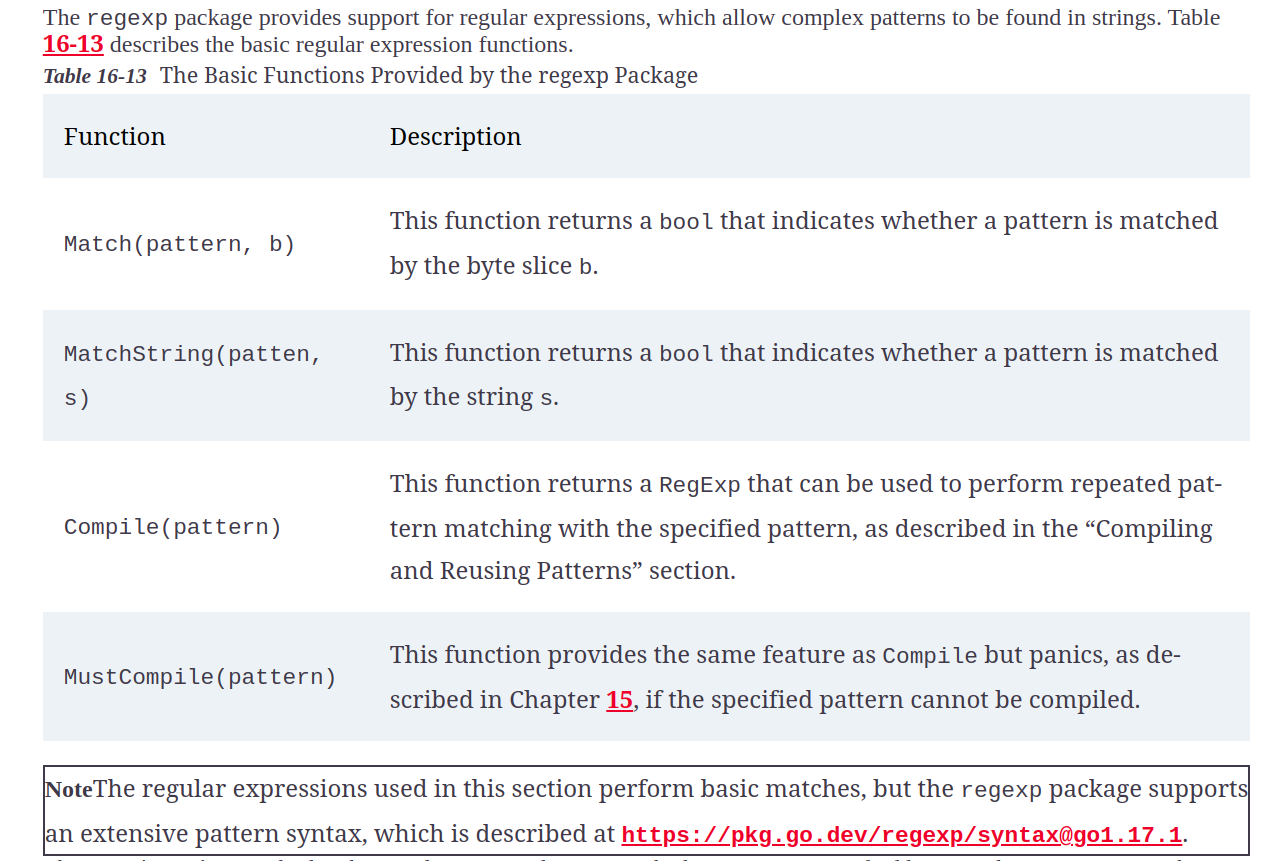 The regexp package provides support for regular expressions, which allow complex patterns to be found in strings. Table
16-13 describes the basic regular expression functions.
Table 16-13 The Basic Functions Provided by the regexp Package
Function Description
Match(pattern, b)
This function returns a bool that indicates whether a pattern is matched
by the byte slice b.
MatchString(patten,
s)
This function returns a bool that indicates whether a pattern is matched
by the string s.
Compile(pattern)
This function returns a RegExp that can be used to perform repeated pat-
tern matching with the specified pattern, as described in the “Compiling
and Reusing Patterns” section.
MustCompile(pattern)
This function provides the same feature as Compile but panics, as de-
scribed in Chapter 15, if the specified pattern cannot be compiled.
NoteThe regular expressions used in this section perform basic matches, but the regexp package supports
an extensive pattern syntax, which is described at https://pkg.go.dev/regexp/syntax@go1.17.1.